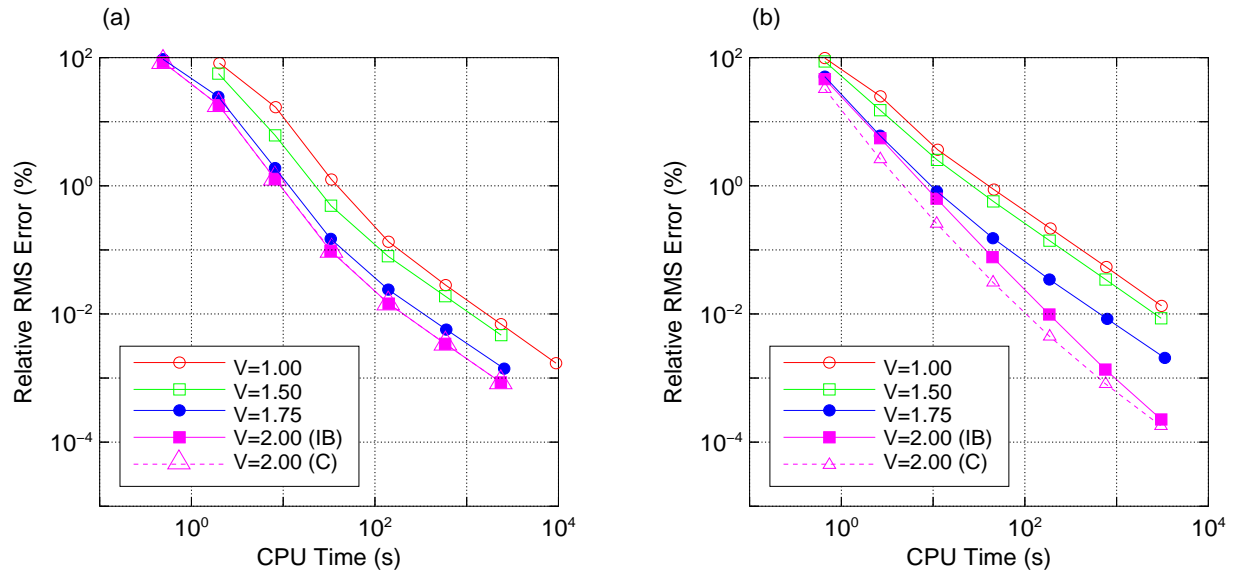 (a)
10²
10⁰
10⁻²
10⁻⁴
Relative RMS Error (%)
V=1.00
V=1.50
V=1.75
V=2.00 (IB)
V=2.00 (C)
10⁰
10²
10⁴
CPU Time (s)
(b)
10²
10⁰
10⁻²
10⁻⁴
Relative RMS Error (%)
V=1.00
V=1.50
V=1.75
V=2.00 (IB)
V=2.00 (C)
10⁰
10²
10⁴
CPU Time (s)